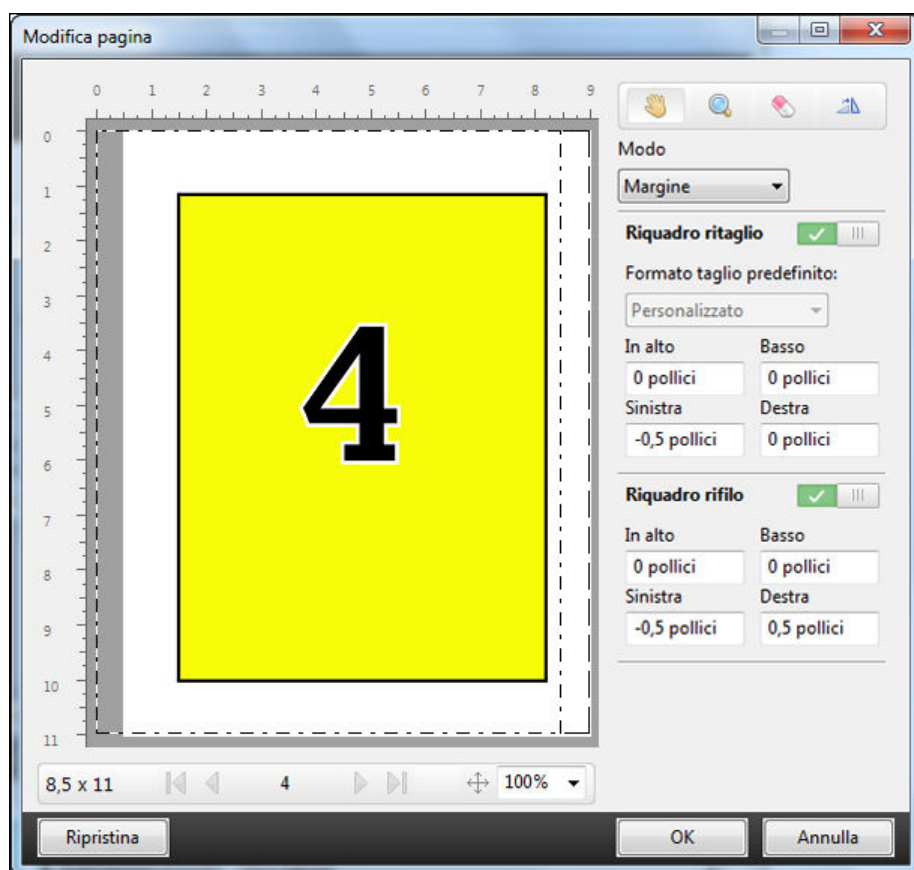 Modifica pagina
0 1 2 3 4 5 6 7 8 9
0
1
2
3
4
5
6
7
8
9
10
11
4
Modo
Margine
Riquadro ritaglio
Formato taglio predefinito:
Personalizzato
In alto Basso
0 pollici 0 pollici
Sinistra Destra
-0,5 pollici 0 pollici
Riquadro rifilo
In alto Basso
0 pollici 0 pollici
Sinistra Destra
-0,5 pollici 0,5 pollici
8,5 x 11 4 100%
Ripristina OK Annulla